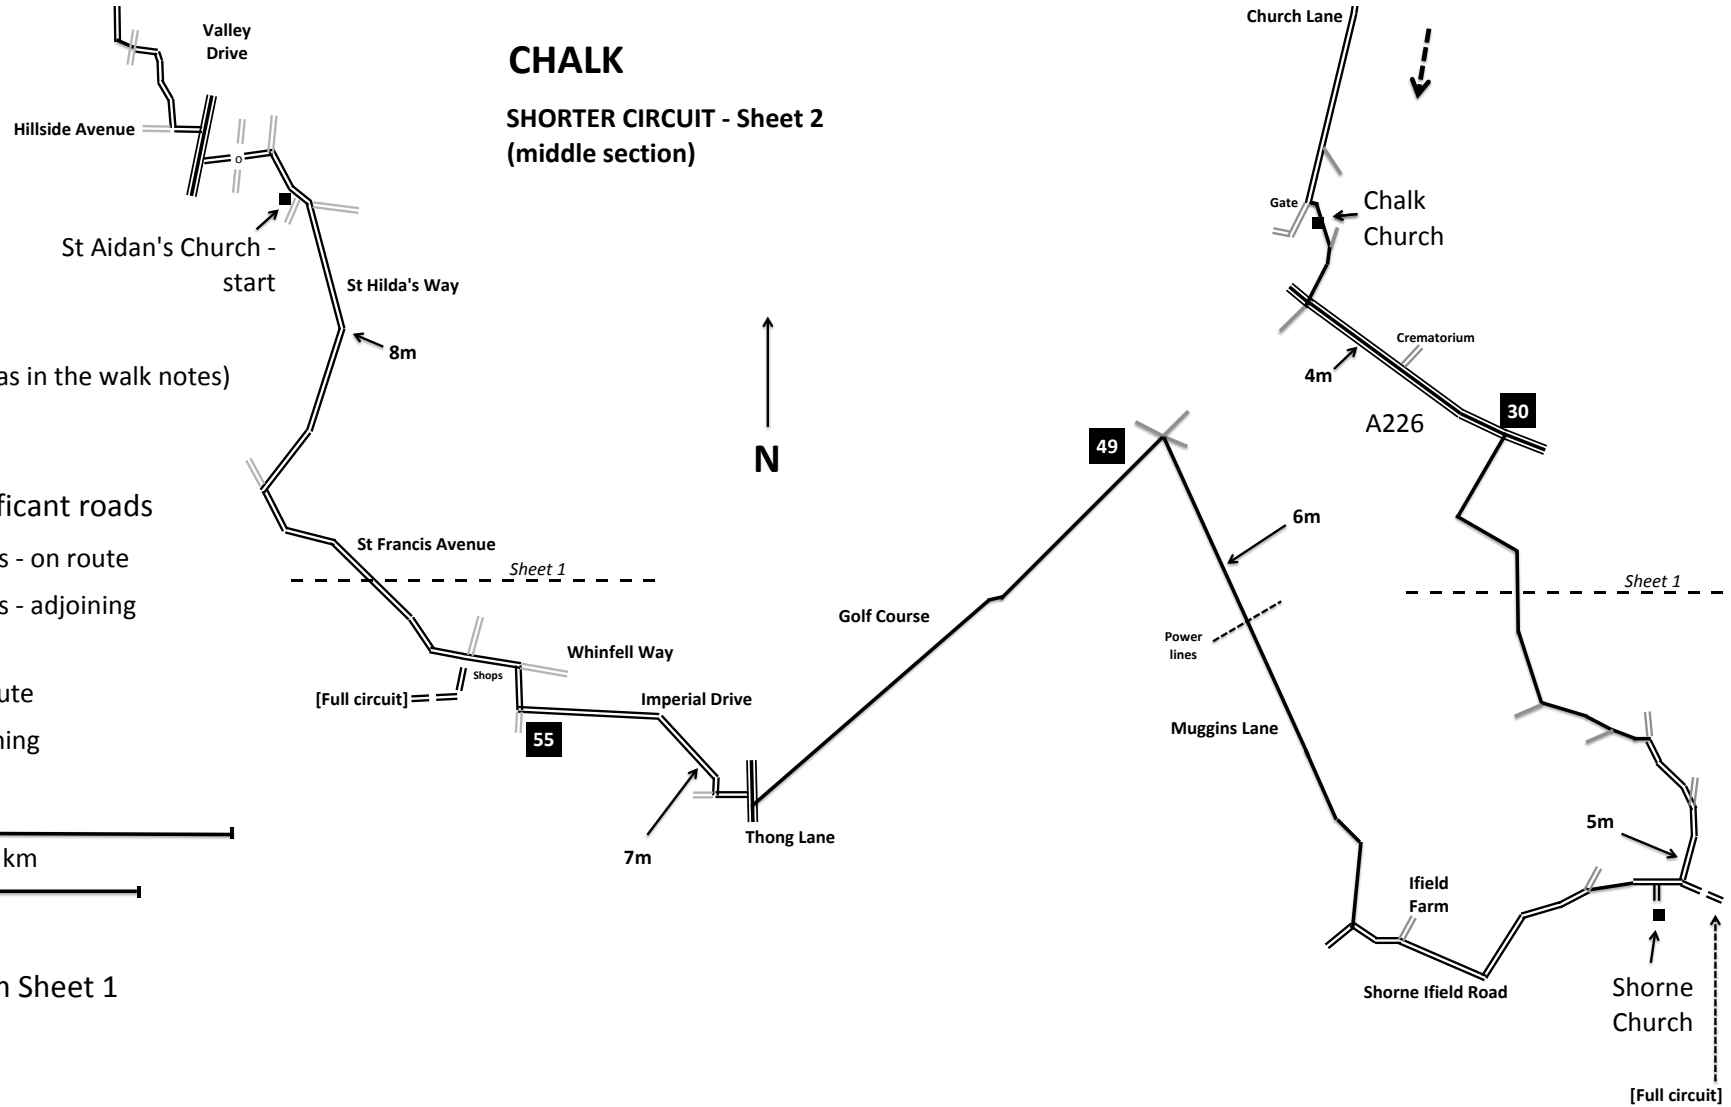 Valley
Drive
CHALK
Church Lane
SHORTER CIRCUIT - Sheet 2
(middle section)
Hillside Avenue
Gate
Chalk
Church
St Aidan's Church -
start
St Hilda's Way
8m
as in the walk notes)
Crematorium
4m
A226
30
N
49
ficant roads
6m
s - on route
St Francis Avenue
Sheet 1
Sheet 1
s - adjoining
Golf Course
Power
lines
Whinfell Way
Shops
[Full circuit]
Imperial Drive
ute
ning
55
Muggins Lane
Thong Lane
7m
5m
km
Ifield
Farm
Shorne Ifield Road
Shorne
Church
n Sheet 1
[Full circuit]